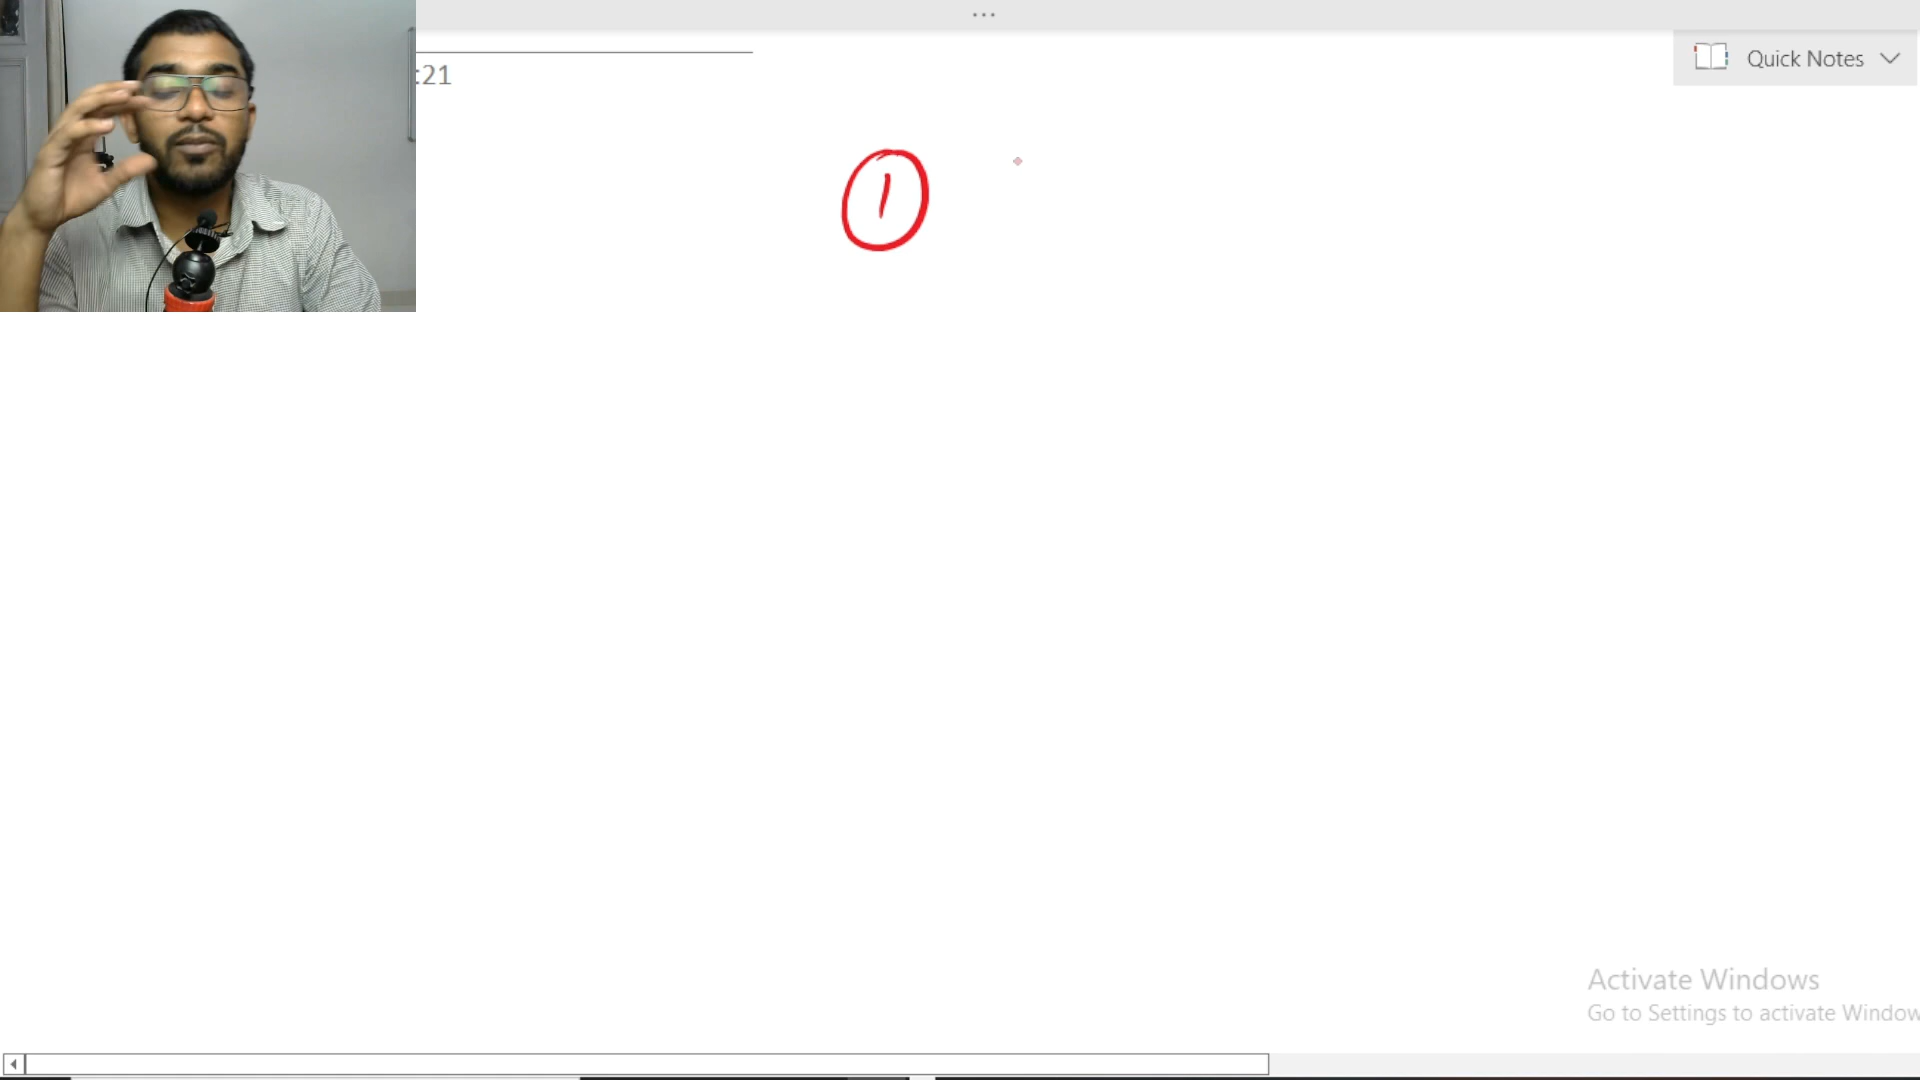 ...
Quick Notes
:21
1
Activate Windows
Go to Settings to activate Window